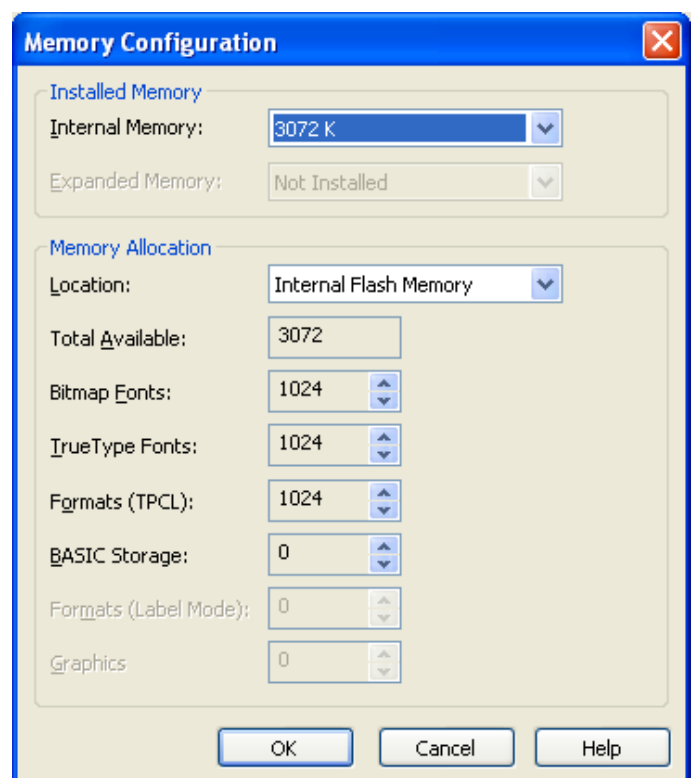 Memory Configuration
Installed Memory
Internal Memory: 3072 K
Expanded Memory: Not Installed
Memory Allocation
Location: Internal Flash Memory
Total Available: 3072
Bitmap Fonts: 1024
TrueType Fonts: 1024
Formats (TPCL): 1024
BASIC Storage: 0
Formats (Label Mode): 0
Graphics 0
OK Cancel Help